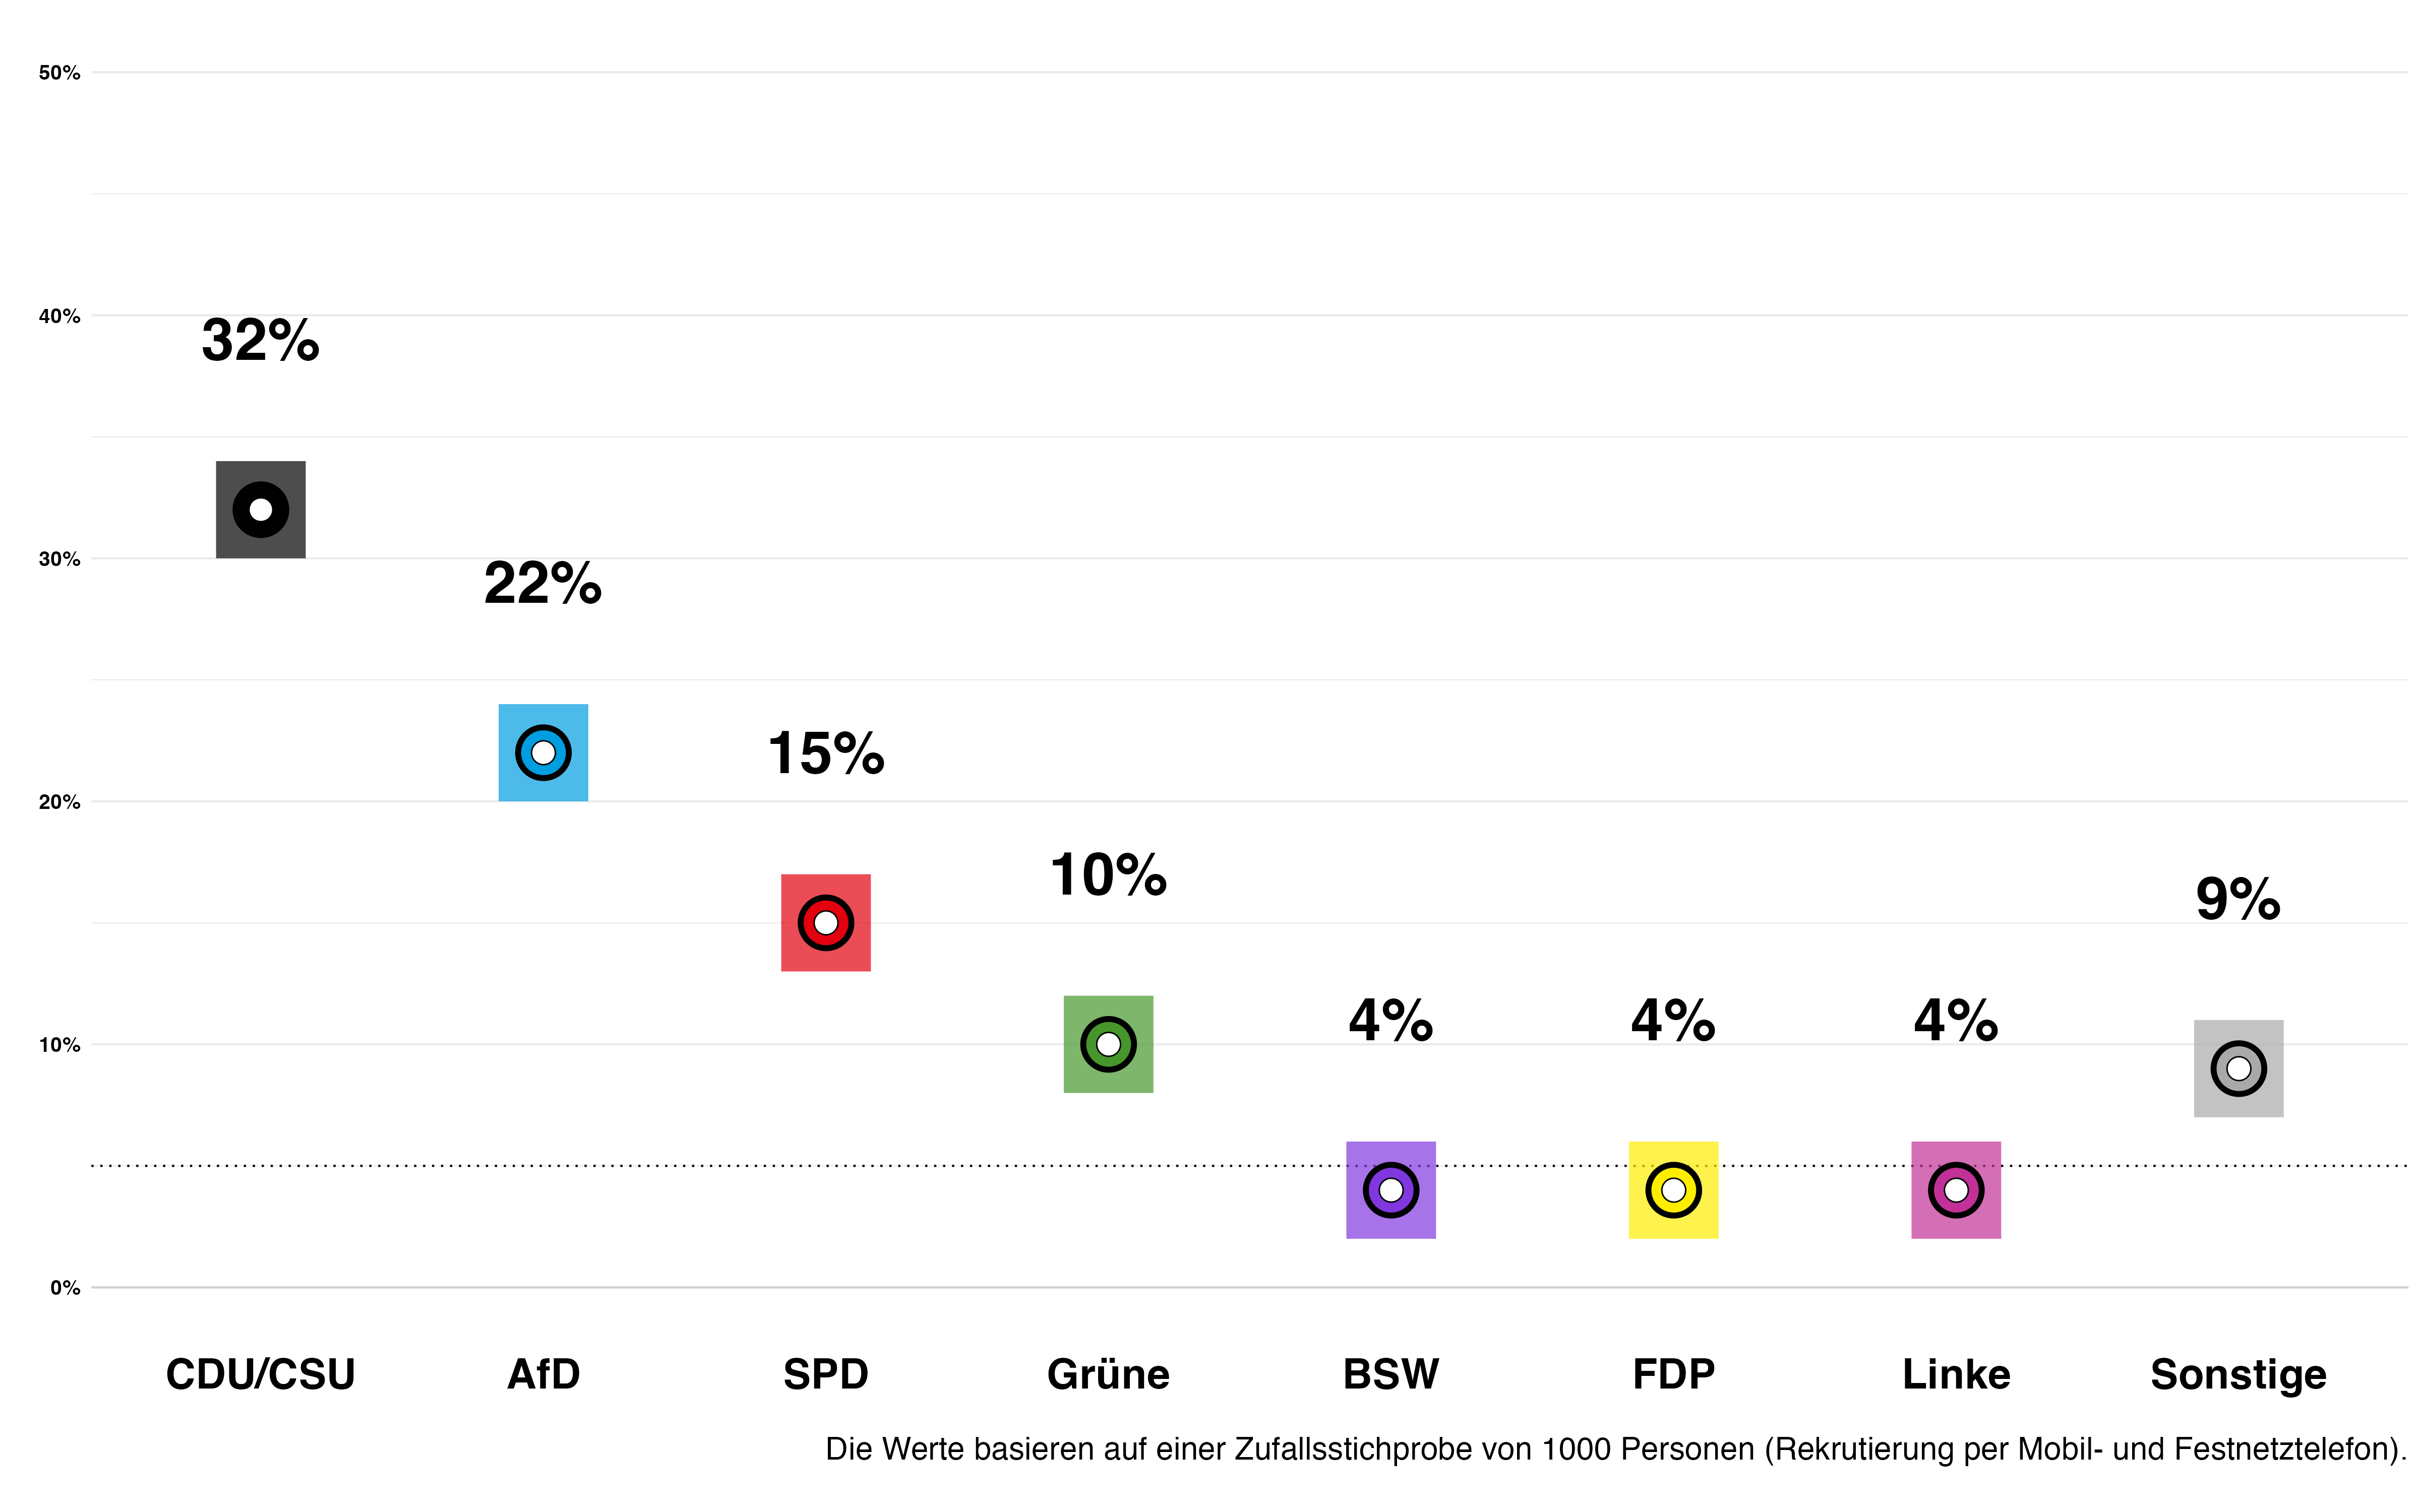 50%
40%
32%
30%
22%
20%
15%
10%
9%
10%
4%
4%
4%
0%
CDU/CSU
AfD
SPD
Grüne
BSW
FDP
Linke
Sonstige
Die Werte basieren auf einer Zufallsstichprobe von 1000 Personen (Rekrutierung per Mobil- und Festnetztelefon).